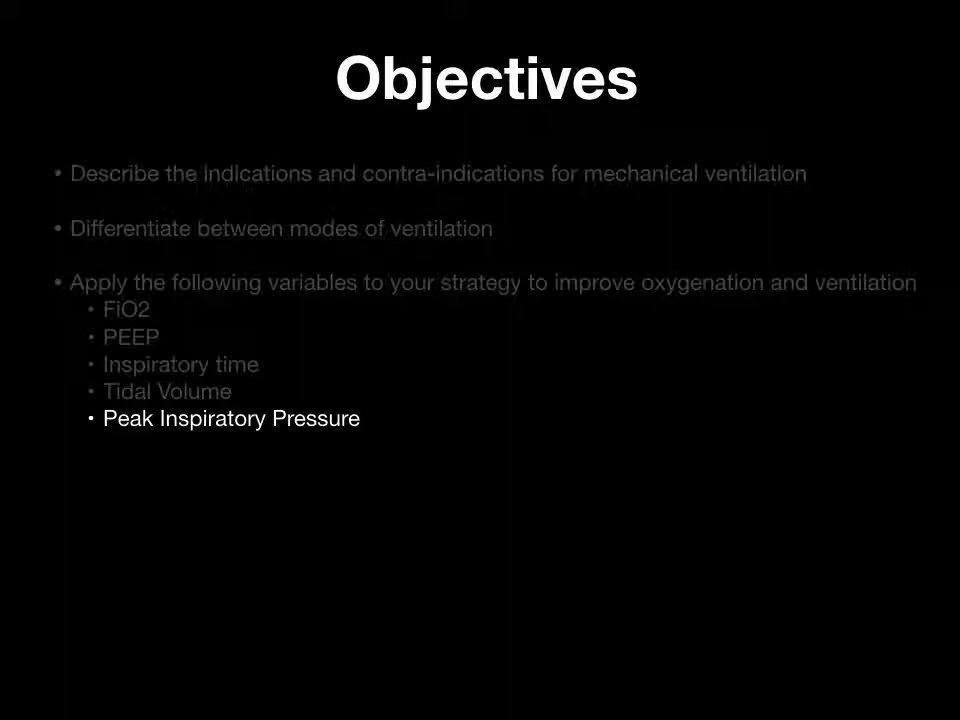 Objectives
• Describe the indications and contra-indications for mechanical ventilation
• Differentiate between modes of ventilation
• Apply the following variables to your strategy to improve oxygenation and ventilation
• FiO2
• PEEP
• Inspiratory time
• Tidal Volume
• Peak Inspiratory Pressure